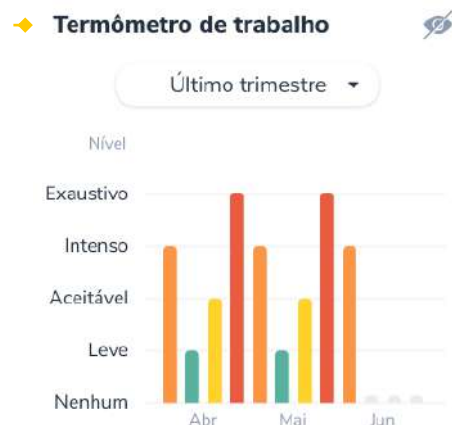 Termômetro de trabalho
Último trimestre
Nível
Exaustivo
Intenso
Aceitável
Leve
Nenhum
Abr Mai Jun